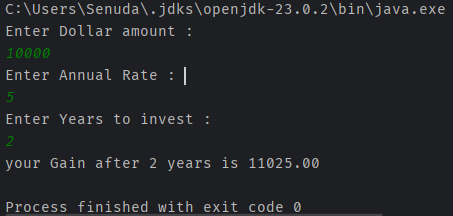 C:\Users\Senuda\.jdks\openjdk-23.0.2\bin\java.exe
Enter Dollar amount :
10000
Enter Annual Rate :
5
Enter Years to invest :
2
your Gain after 2 years is 11025.00
Process finished with exit code 0